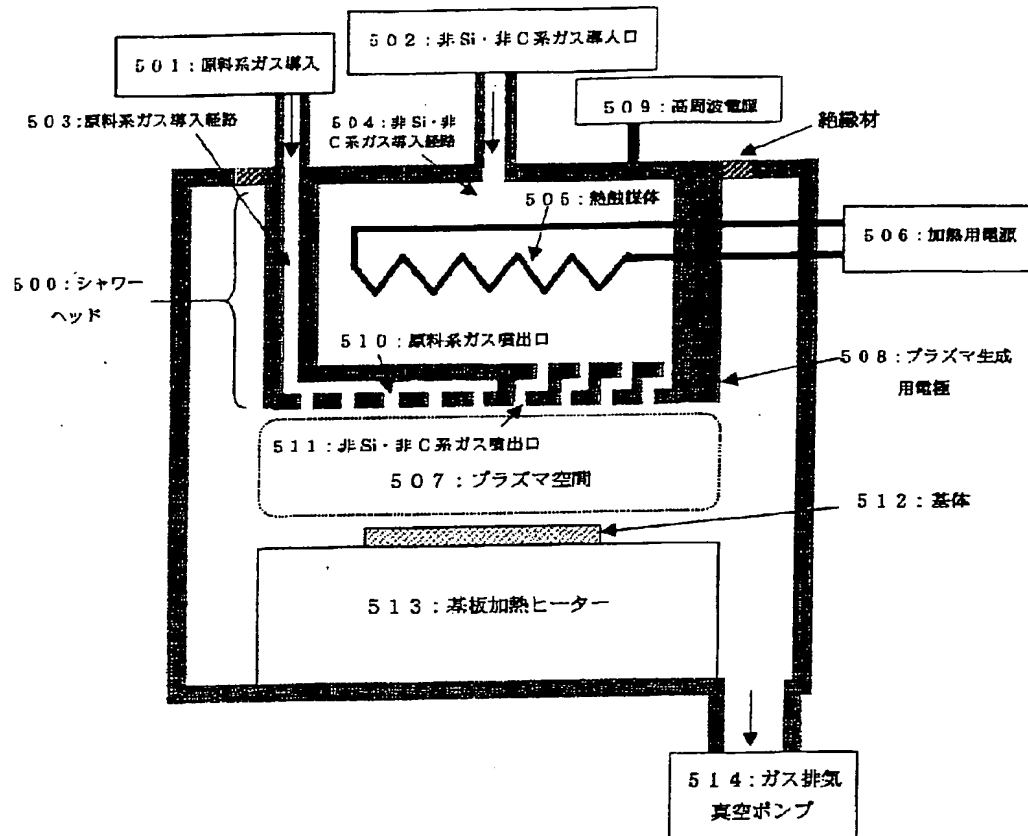 501:原料系ガス導入
502:非Si・非C系ガス導入口
503:原料系ガス導入経路
504:非Si・非
C系ガス導入経路
509:高周波電源
絶縁材
505:熱触媒体
506:加熱用電源
500:シャワー
ヘッド
510:原料系ガス噴出口
508:プラズマ生成
用電極
511:非Si・非C系ガス噴出口
507:プラズマ空間
512:基体
513:基板加熱ヒーター
514:ガス排気
真空ポンプ